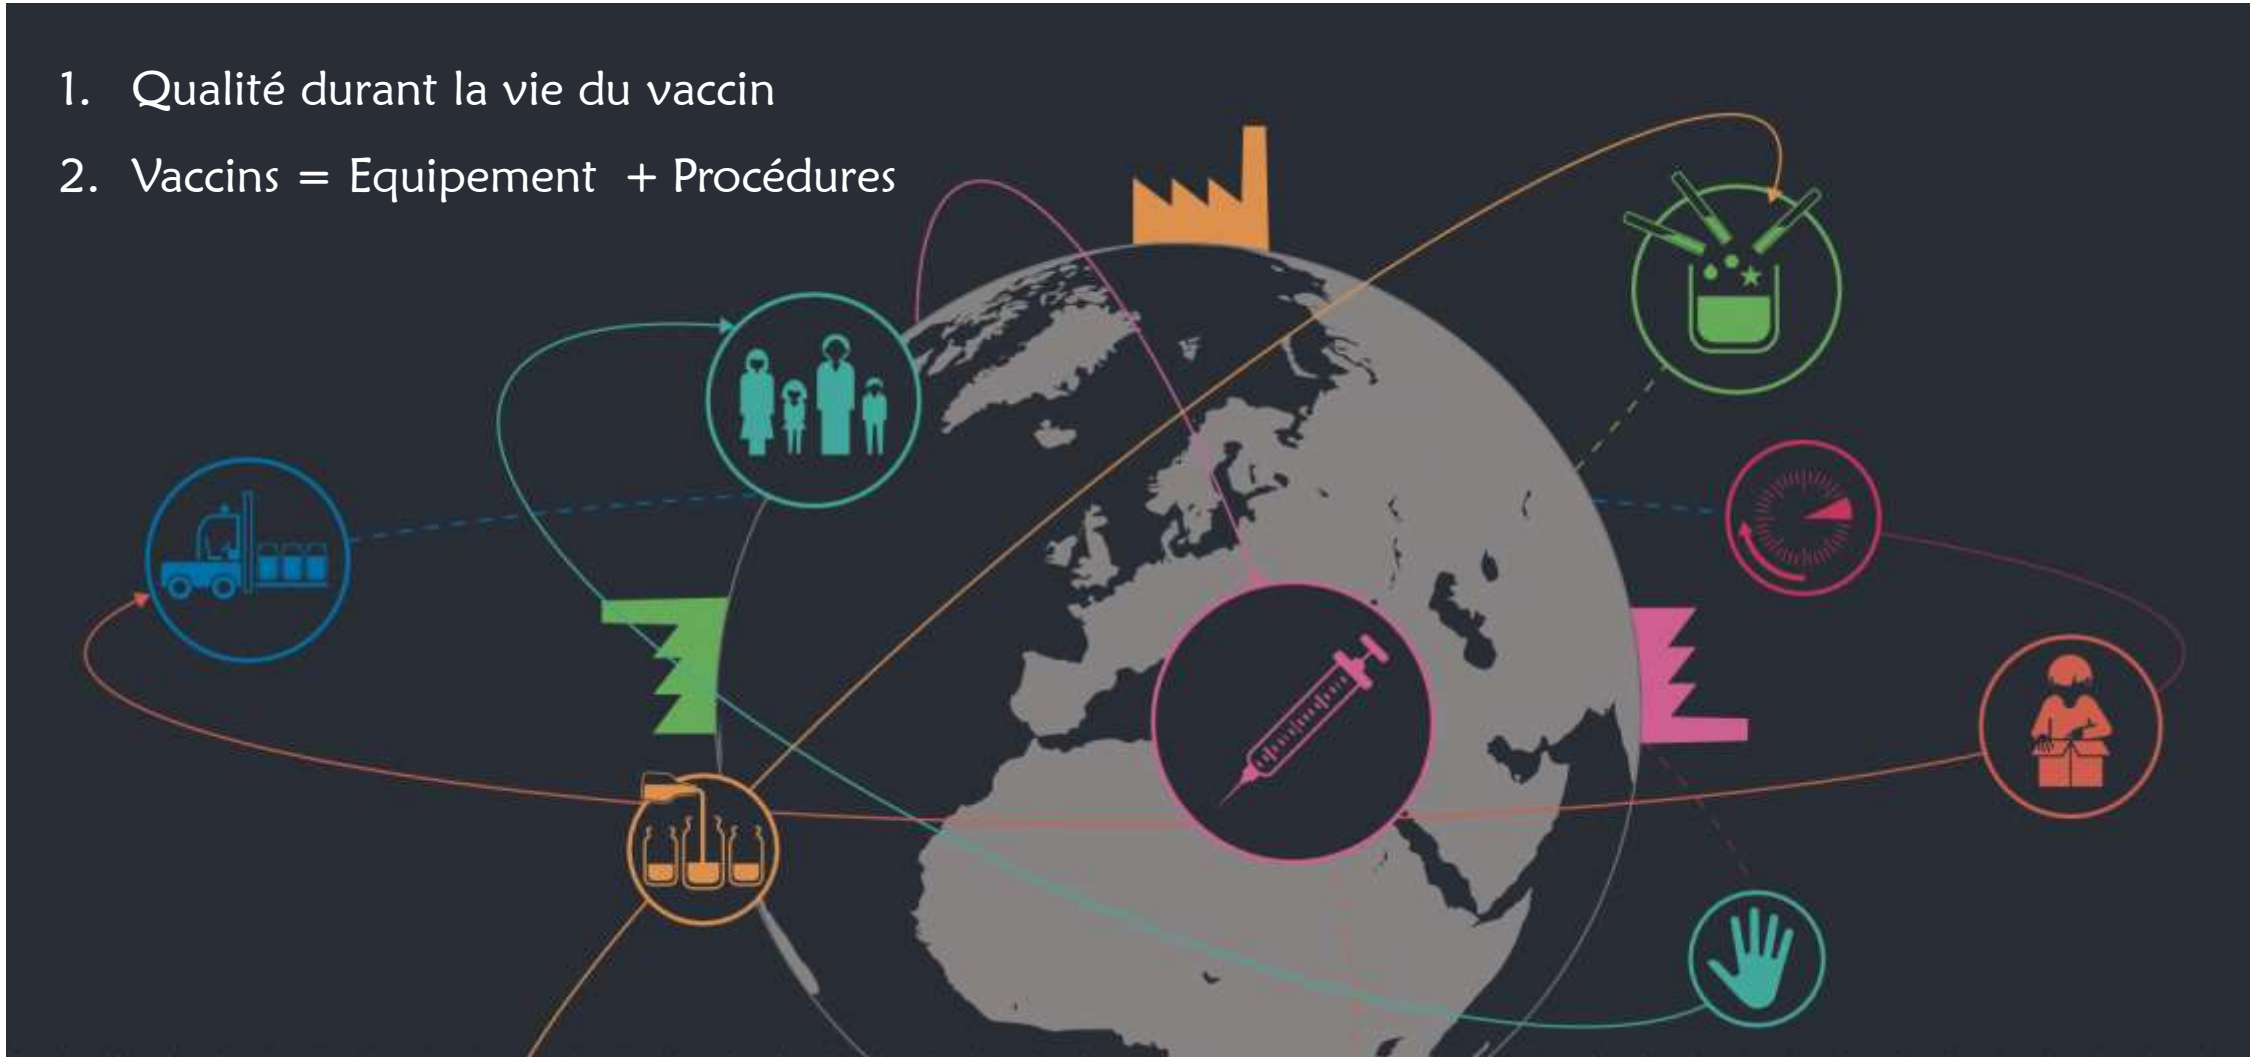 1. Qualité durant la vie du vaccin
2. Vaccins = Equipement + Procédures